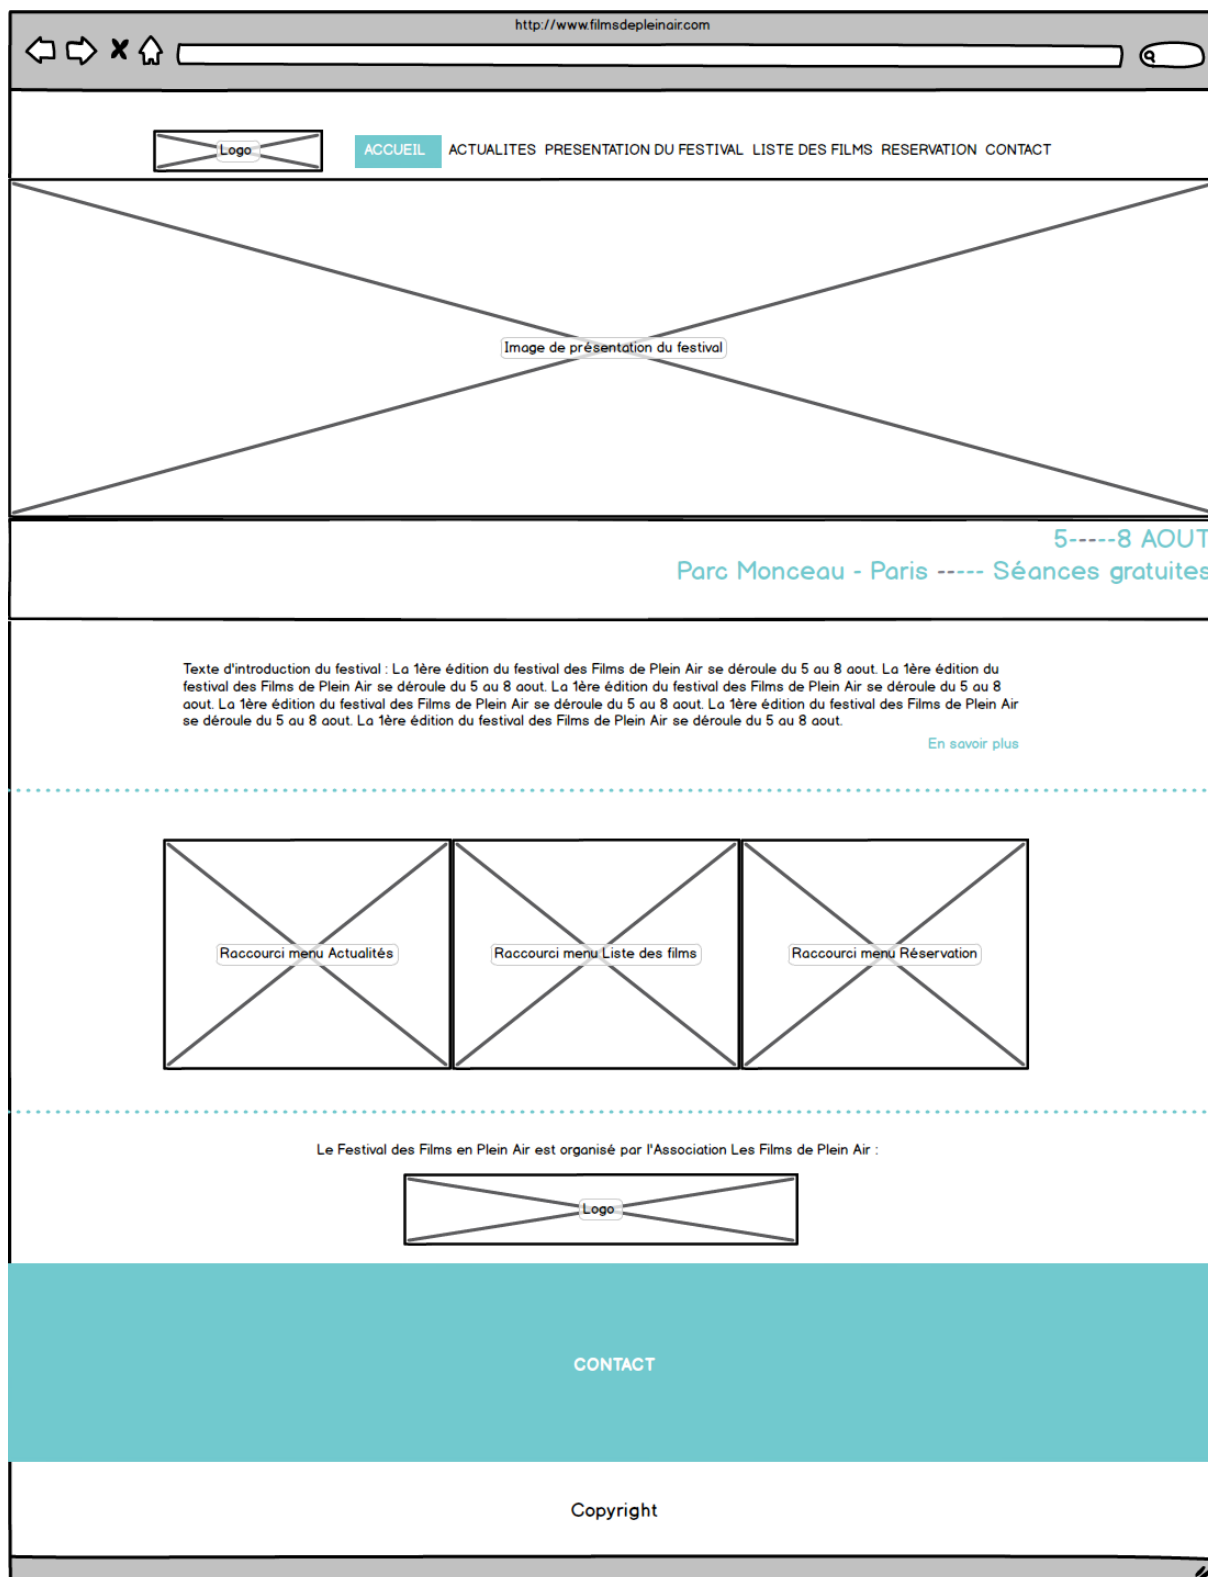 http://www.filmsdepleinair.com
Logo
ACCUEIL ACTUALITES PRESENTATION DU FESTIVAL LISTE DES FILMS RESERVATION CONTACT
Image de présentation du festival
5-----8 AOUT
Parc Monceau - Paris ----- Séances gratuites
Texte d'introduction du festival : La 1ère édition du festival des Films de Plein Air se déroule du 5 au 8 aout. La 1ère édition du
festival des Films de Plein Air se déroule du 5 au 8 aout. La 1ère édition du festival des Films de Plein Air se déroule du 5 au 8
aout. La 1ère édition du festival des Films de Plein Air se déroule du 5 au 8 aout. La 1ère édition du festival des Films de Plein Air
se déroule du 5 au 8 aout. La 1ère édition du festival des Films de Plein Air se déroule du 5 au 8 aout.
En savoir plus
Raccourci menu Actualités
Raccourci menu Liste des films
Raccourci menu Réservation
Le Festival des Films en Plein Air est organisé par l'Association Les Films de Plein Air :
Logo
CONTACT
Copyright